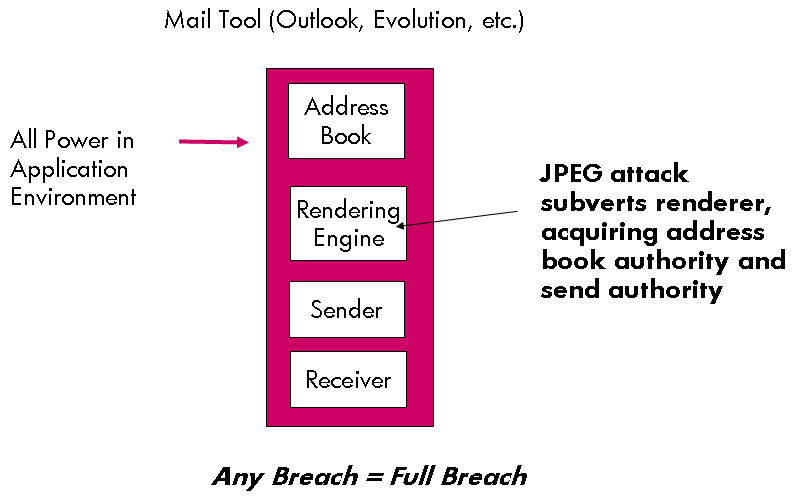 Mail Tool (Outlook, Evolution, etc.)
All Power in
Application
Environment
Address
Book
Rendering
Engine
Sender
Receiver
JPEG attack
subverts renderer,
acquiring address
book authority and
send authority
Any Breach = Full Breach